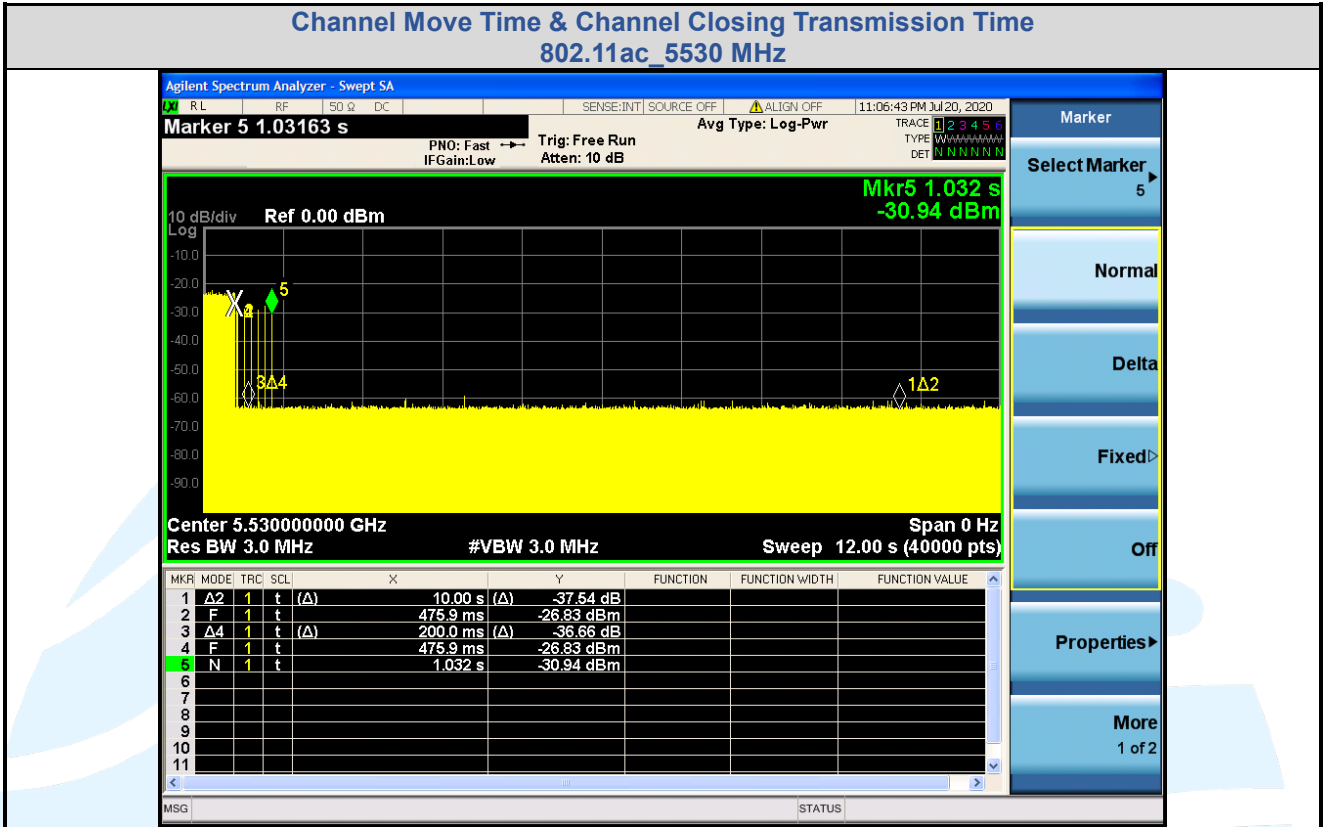 Channel Move Time & Channel Closing Transmission Time
802.11ac_5530 MHz
Agilent Spectrum Analyzer - Swept SA
LXI RL RF 50 Ω DC SENSE:INT SOURCE OFF ALIGN OFF 11:06:43 PM Jul 20, 2020
Marker 5 1.03163 s
PNO: Fast
IFGain:Low
Trig: Free Run
Atten: 10 dB
Avg Type: Log-Pwr
TRACE 1 2 3 4 5 6
TYPE WWWWWW
DET N N N N N N
Mkr5 1.032 s
-30.94 dBm
10 dB/div Ref 0.00 dBm
Log
-10.0
-20.0
-30.0
-40.0
-50.0
-60.0
-70.0
-80.0
-90.0
5
3Δ4
1Δ2
Center 5.530000000 GHz Span 0 Hz
Res BW 3.0 MHz #VBW 3.0 MHz Sweep 12.00 s (40000 pts)
MKR MODE TRC SCL X Y FUNCTION FUNCTION WIDTH FUNCTION VALUE
1 Δ2 1 t (Δ) 10.00 s (Δ) -37.54 dB
2 F 1 t 475.9 ms -26.83 dBm
3 Δ4 1 t (Δ) 200.0 ms (Δ) -36.66 dB
4 F 1 t 475.9 ms -26.83 dBm
5 N 1 t 1.032 s -30.94 dBm
6
7
8
9
10
11
MSG STATUS
Marker
Select Marker
5
Normal
Delta
Fixed
Off
Properties
More
1 of 2